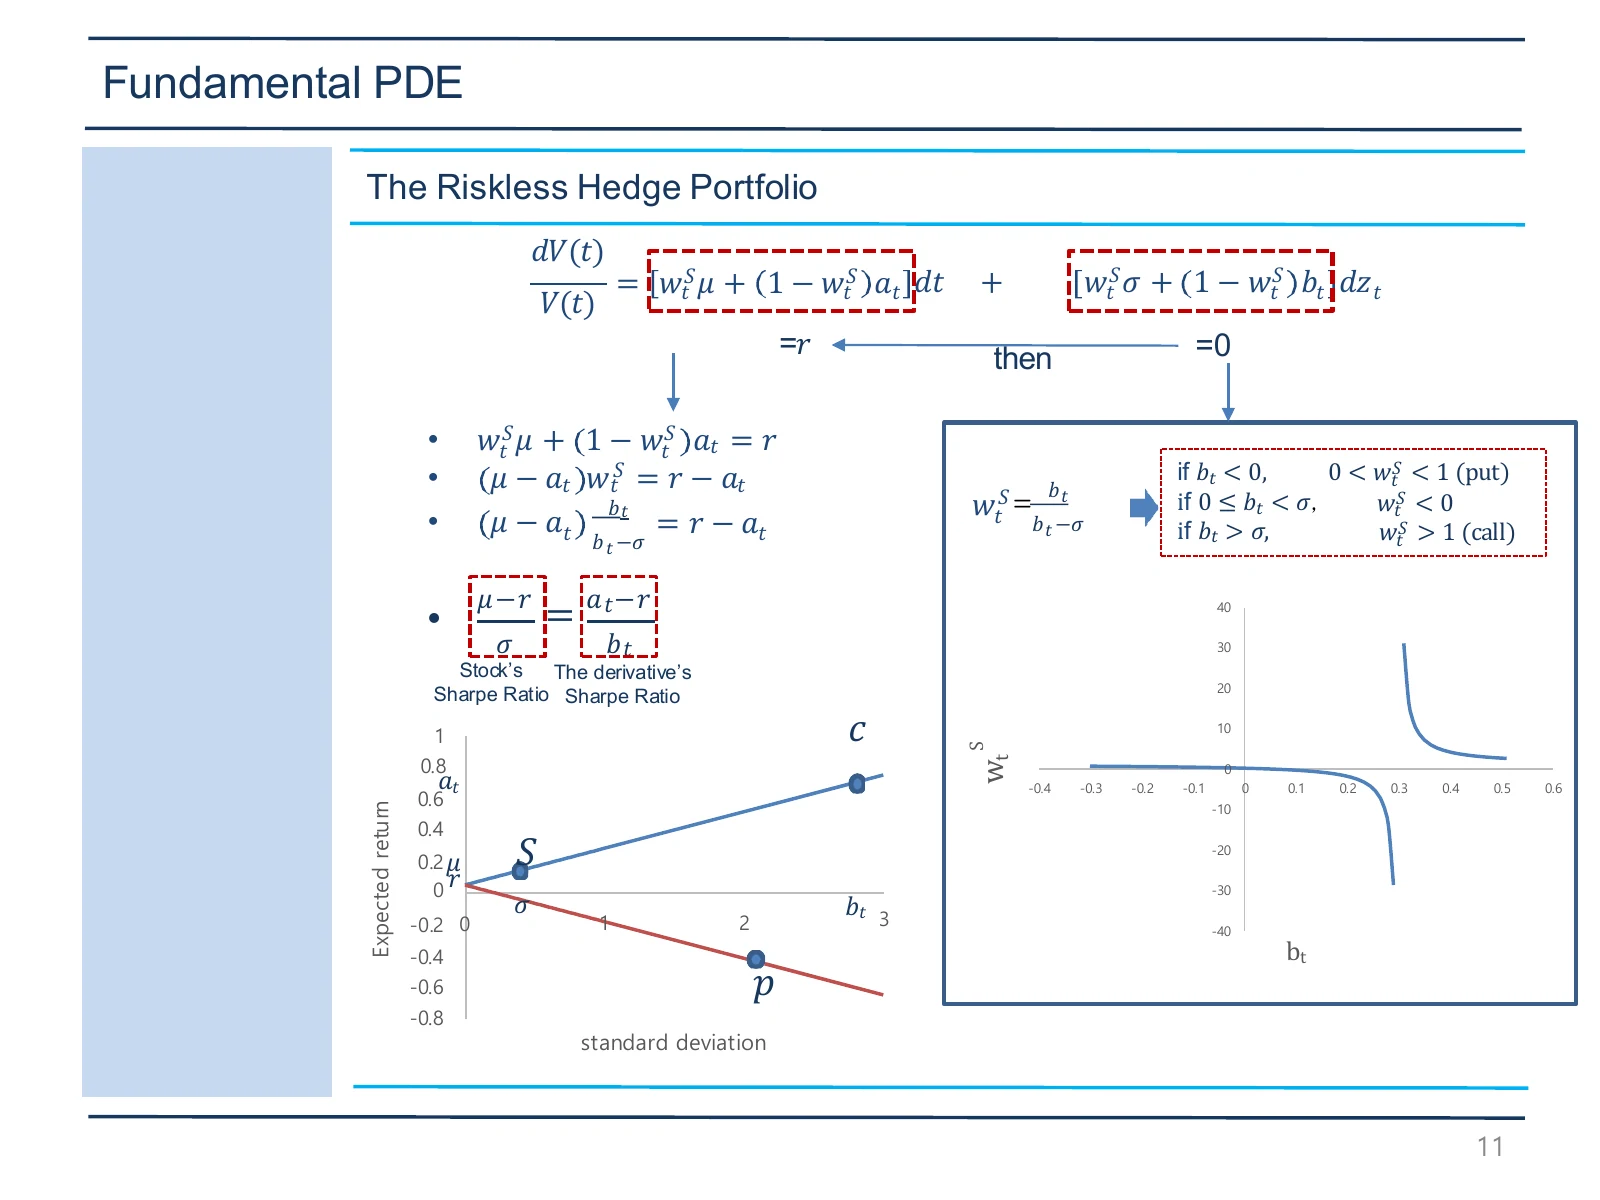 Fundamental PDE
The Riskless Hedge Portfolio
dV(t)/V(t) = [w_t^S μ + (1 − w_t^S)a_t]dt + [w_t^S σ + (1 − w_t^S)b_t]dz_t
=r then =0
• w_t^S μ + (1 − w_t^S)a_t = r
• (μ − a_t)w_t^S = r − a_t
• (μ − a_t) b_t/(b_t−σ) = r − a_t
• (μ−r)/σ = (a_t−r)/b_t
Stock’s
Sharpe Ratio
The derivative’s
Sharpe Ratio
w_t^S = b_t/(b_t−σ)
if b_t < 0, 0 < w_t^S < 1 (put)
if 0 ≤ b_t < σ, w_t^S < 0
if b_t > σ, w_t^S > 1 (call)
Expected return
1
0.8
a_t
0.6
0.4
0.2
μ
r
0
-0.2
-0.4
-0.6
-0.8
c
S
p
σ
b_t
0 1 2 3
standard deviation
w_t^S
40
30
20
10
0
-10
-20
-30
-40
-0.4 -0.3 -0.2 -0.1 0 0.1 0.2 0.3 0.4 0.5 0.6
b_t
11